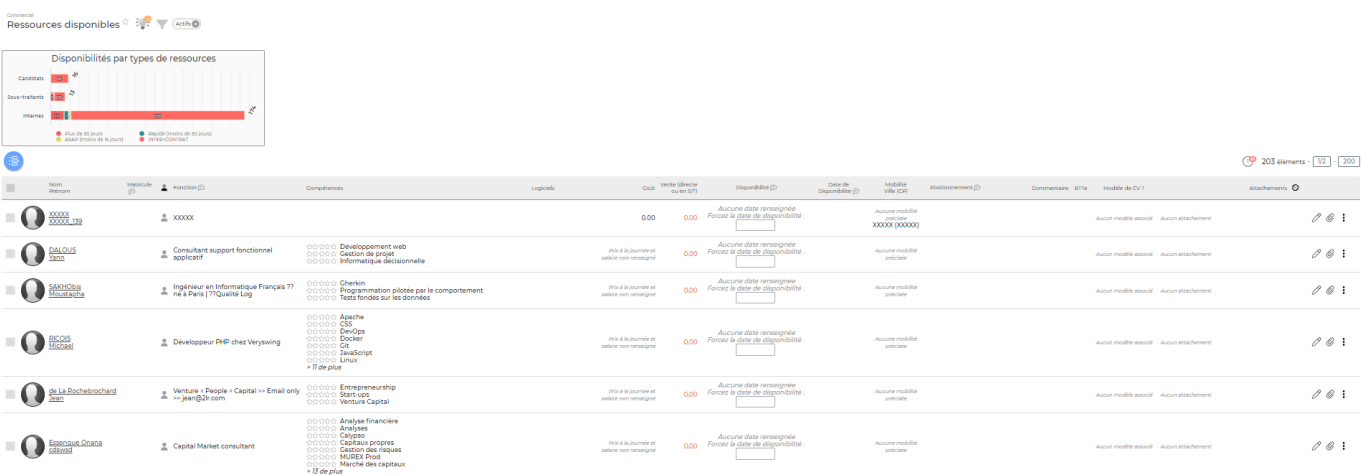 Commercial
Ressources disponibles
Actifs
Disponibilités par types de ressources
Candidats
Sous-traitants
Internes
16
13
174
Plus de 30 jours
Rapide (moins de 30 jours)
ASAP (moins de 15 jours)
INTER-CONTRAT
203 éléments - 1/2 - 200
Nom Prénom Matricule Fonction Compétences Logiciels Coût Vente (directe ou en S/T) Disponibilité Date de Disponibilité Mobilité Ville (CP) Positionnement Commentaire Modèle de CV ? Attachements
XXXXX
XXXXX_139
XXXXX
0.00
0,00
Aucune date renseignée
Forcez la date de disponibilité :
Aucune mobilité
précisée
XXXXX (XXXXX)
Aucun modèle associé
Aucun attachement
DALOUS
Yann
Consultant support fonctionnel
applicatif
Développement web
Gestion de projet
Informatique décisionnelle
Prix à la journée et
salaire non renseigné
0,00
Aucune date renseignée
Forcez la date de disponibilité :
Aucune mobilité
précisée
Aucun modèle associé
Aucun attachement
SAKHObis
Moustapha
Ingénieur en Informatique Français ??
né à Paris | ??Qualité Log
Gherkin
Programmation pilotée par le comportement
Tests fondés sur les données
Prix à la journée et
salaire non renseigné
0,00
Aucune date renseignée
Forcez la date de disponibilité :
Aucune mobilité
précisée
Aucun modèle associé
Aucun attachement
RICOIS
Michael
Développeur PHP chez Veryswing
Apache
CSS
DevOps
Docker
Git
JavaScript
Linux
+ 11 de plus
Prix à la journée et
salaire non renseigné
0,00
Aucune date renseignée
Forcez la date de disponibilité :
Aucune mobilité
précisée
Aucun modèle associé
Aucun attachement
de La Rochebrochard
Jean
Venture + People + Capital >> Email only
>> jean@2lr.com
Entrepreneurship
Start-ups
Venture Capital
Prix à la journée et
salaire non renseigné
0,00
Aucune date renseignée
Forcez la date de disponibilité :
Aucune mobilité
précisée
Aucun modèle associé
Aucun attachement
Essengue Onana
cdswsd
Capital Market consultant
Analyse financière
Analyses
Calypso
Capitaux propres
Gestion des risques
MUREX Prod
Marché des capitaux
+ 13 de plus
Prix à la journée et
salaire non renseigné
0,00
Aucune date renseignée
Forcez la date de disponibilité :
Aucune mobilité
précisée
Aucun modèle associé
Aucun attachement